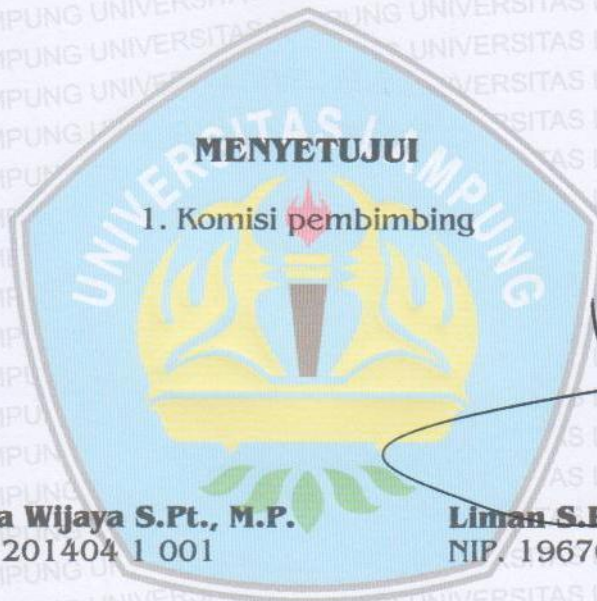 MENYETUJUI
1. Komisi pembimbing
UNIVERSITAS LAMPUNG
a Wijaya S.Pt., M.P.
201404 1 001
Liman S.P
NIP. 1967